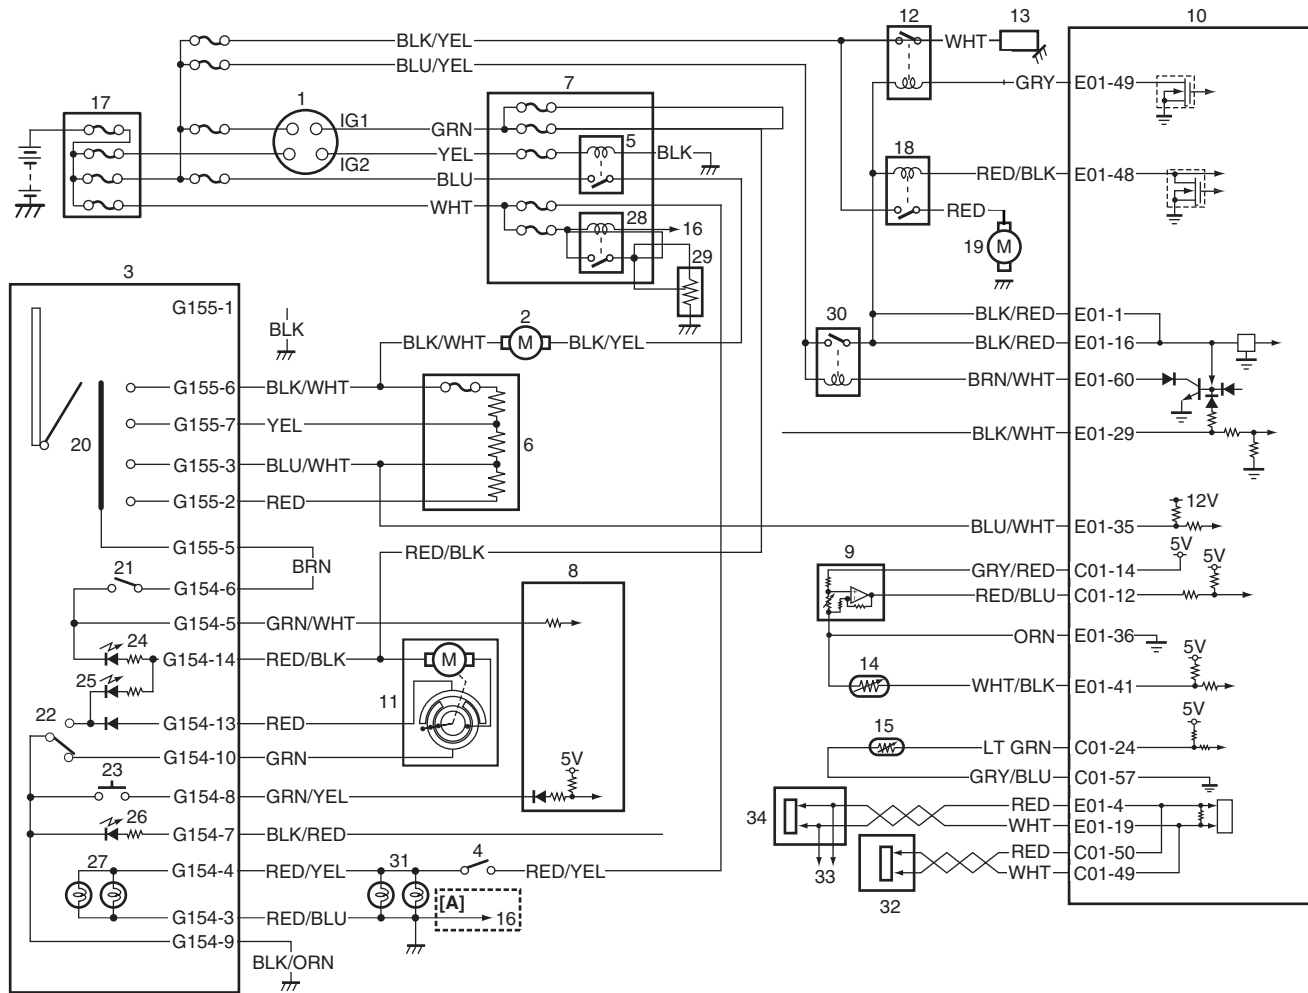 12 13 10
BLK/YEL
WHT
BLU/YEL
7
17 1
GRY E01-49
IG1 GRN
5
IG2 YEL
BLK
18
BLU
RED/BLK E01-48
WHT
RED
28
16
19 M
29
3
G155-1
BLK
2
30
BLK/RED E01-1
BLK/WHT M BLK/YEL
BLK/RED E01-16
G155-6 BLK/WHT
BRN/WHT E01-60
G155-7 YEL
BLK/WHT E01-29
20 6
G155-3 BLU/WHT
G155-2 RED
12V
BLU/WHT E01-35
G155-5
RED/BLK
5V 5V
9
21 BRN
8
GRY/RED C01-14
G154-6
RED/BLU C01-12
G154-5 GRN/WHT
ORN E01-36
24
G154-14 RED/BLK M
5V
14
25
WHT/BLK E01-41
11
22
G154-13 RED
5V
15
G154-10 GRN
LT GRN C01-24
5V
23
GRY/BLU C01-57
G154-8 GRN/YEL
RED E01-4
34
26
WHT E01-19
G154-7 BLK/RED
RED C01-50
27 31 4
33
G154-4 RED/YEL RED/YEL
WHT C01-49
[A]
32
G154-3 RED/BLU 16
G154-9
BLK/ORN